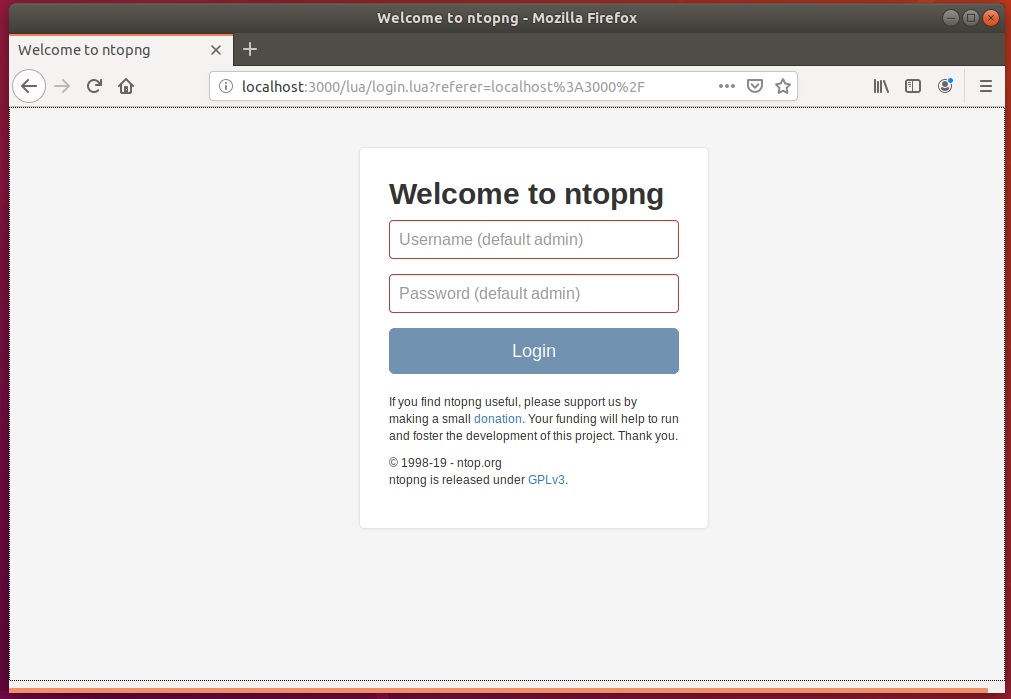 Welcome to ntopng - Mozilla Firefox
Welcome to ntopng
localhost:3000/lua/login.lua?referer=localhost%3A3000%2F
Welcome to ntopng
Username (default admin)
Password (default admin)
Login
If you find ntopng useful, please support us by
making a small donation. Your funding will help to run
and foster the development of this project. Thank you.
© 1998-19 - ntop.org
ntopng is released under GPLv3.